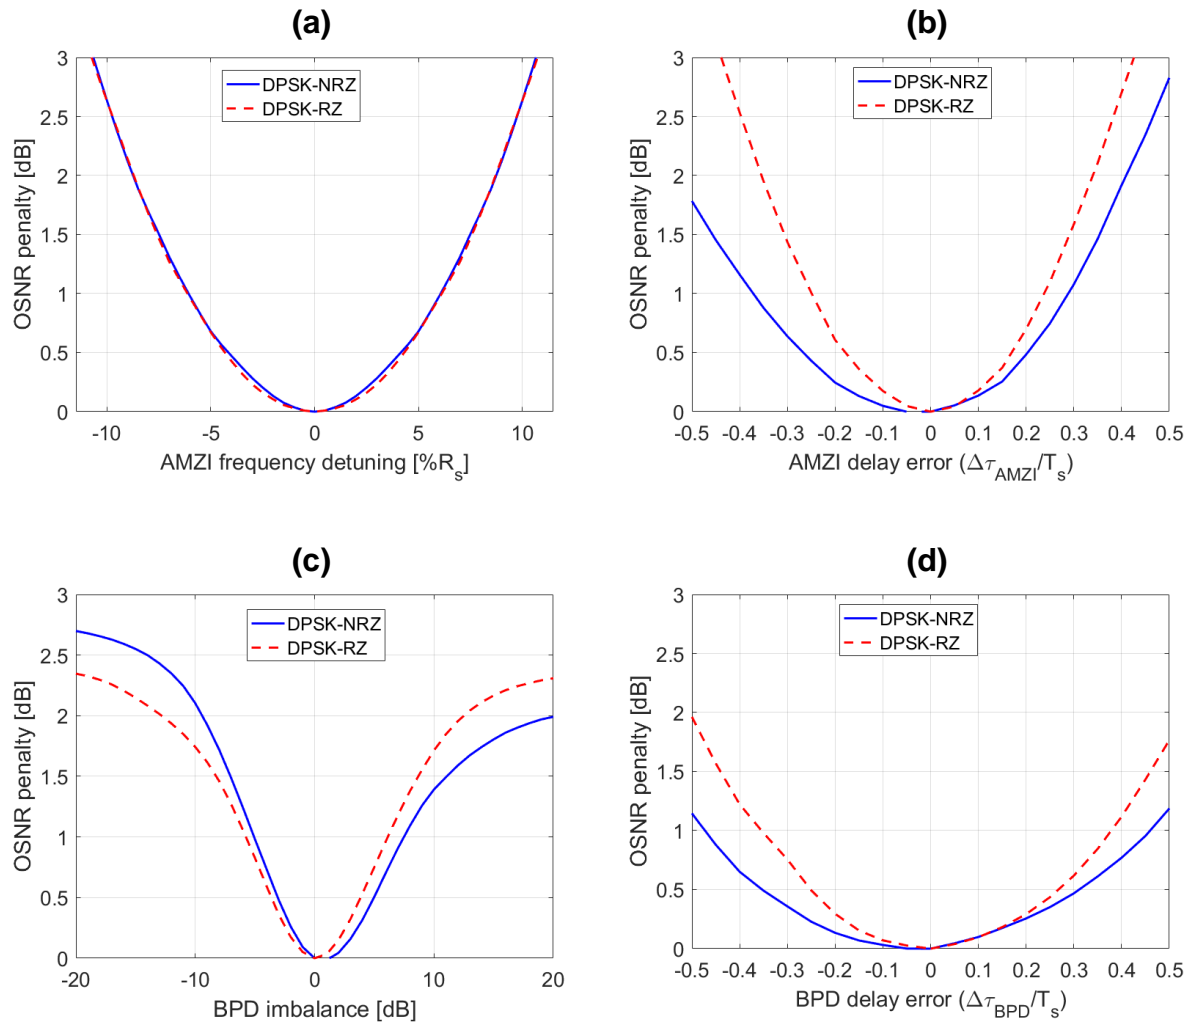 (a)
3
2.5
2
1.5
1
0.5
0
OSNR penalty [dB]
DPSK-NRZ
DPSK-RZ
-10 -5 0 5 10
AMZI frequency detuning [%Rs]
(b)
3
2.5
2
1.5
1
0.5
0
OSNR penalty [dB]
DPSK-NRZ
DPSK-RZ
-0.5 -0.4 -0.3 -0.2 -0.1 0 0.1 0.2 0.3 0.4 0.5
AMZI delay error (ΔτAMZI/Ts)
(c)
3
2.5
2
1.5
1
0.5
0
OSNR penalty [dB]
DPSK-NRZ
DPSK-RZ
-20 -10 0 10 20
BPD imbalance [dB]
(d)
3
2.5
2
1.5
1
0.5
0
OSNR penalty [dB]
DPSK-NRZ
DPSK-RZ
-0.5 -0.4 -0.3 -0.2 -0.1 0 0.1 0.2 0.3 0.4 0.5
BPD delay error (ΔτBPD/Ts)